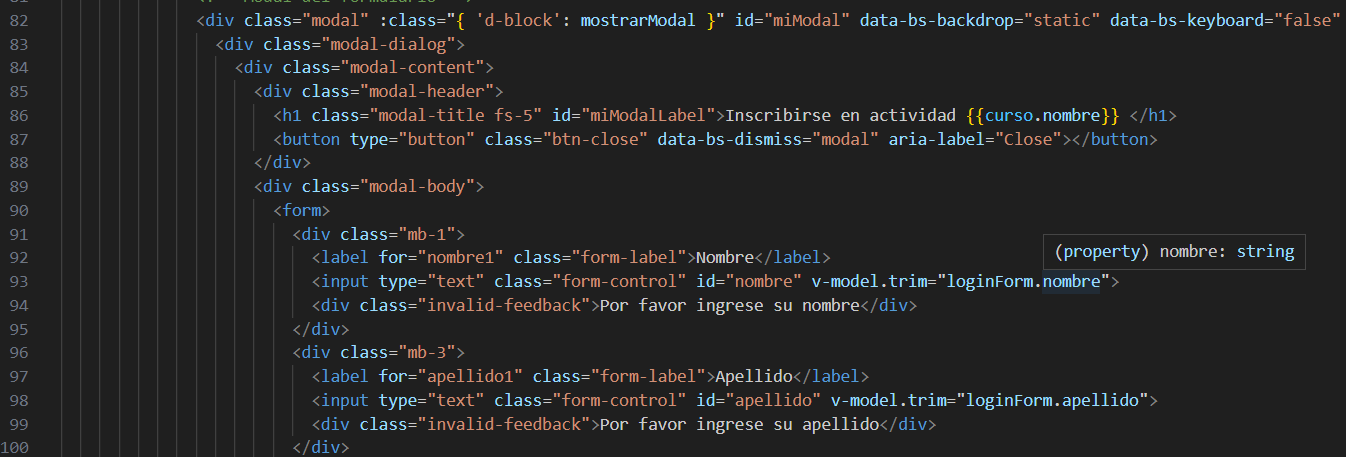 82 <div class="modal" :class="{ 'd-block': mostrarModal }" id="miModal" data-bs-backdrop="static" data-bs-keyboard="false"
83 <div class="modal-dialog">
84 <div class="modal-content">
85 <div class="modal-header">
86 <h1 class="modal-title fs-5" id="miModalLabel">Inscribirse en actividad {{curso.nombre}} </h1>
87 <button type="button" class="btn-close" data-bs-dismiss="modal" aria-label="Close"></button>
88 </div>
89 <div class="modal-body">
90 <form>
91 <div class="mb-1">
(property) nombre: string
92 <label for="nombre1" class="form-label">Nombre</label>
93 <input type="text" class="form-control" id="nombre" v-model.trim="loginForm.nombre">
94 <div class="invalid-feedback">Por favor ingrese su nombre</div>
95 </div>
96 <div class="mb-3">
97 <label for="apellido1" class="form-label">Apellido</label>
98 <input type="text" class="form-control" id="apellido" v-model.trim="loginForm.apellido">
99 <div class="invalid-feedback">Por favor ingrese su apellido</div>
100 </div>